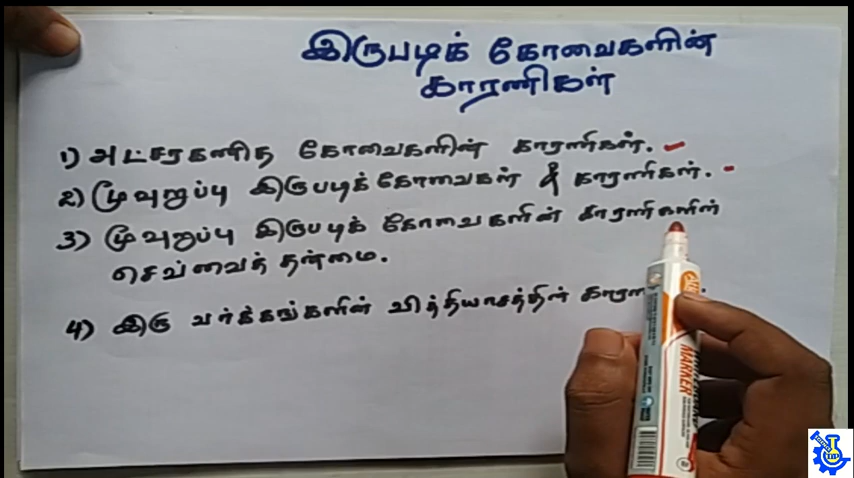 இருபடிக் கோவைகளின்
காரணிகள்
1) அட்சரகணித கோவைகளின் காரணிகள்.
2) மூவுறுப்பு இருபடிக் கோவைகள் & காரணிகள்.
3) மூவுறுப்பு இருபடிக் கோவைகளின் காரணிகளின்
செவ்வைத் தன்மை.
4) இரு வர்க்கங்களின் வித்தியாசத்தின்
MARKER